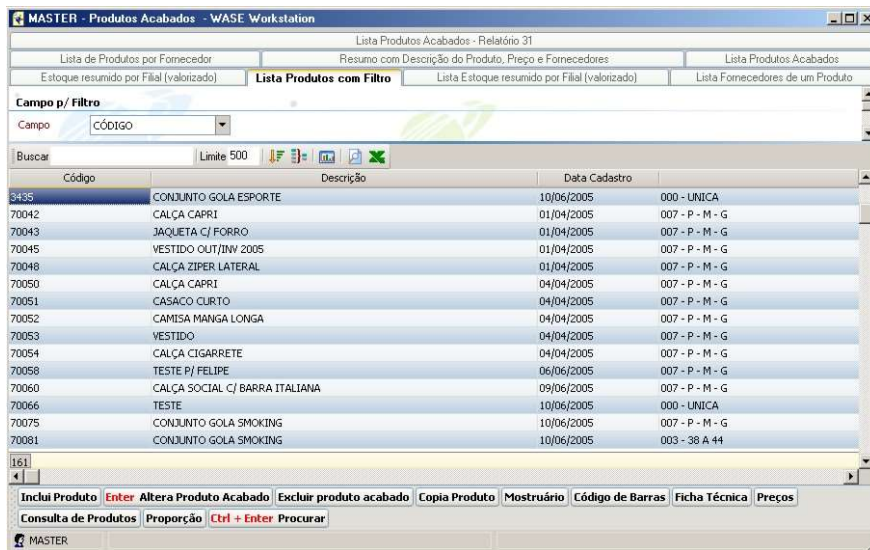 MASTER - Produtos Acabados - WASE Workstation
Lista Produtos Acabados - Relatório 31
Lista de Produtos por Fornecedor Resumo com Descrição do Produto, Preço e Fornecedores Lista Produtos Acabados
Estoque resumido por Filial (valorizado) Lista Produtos com Filtro Lista Estoque resumido por Filial (valorizado) Lista Fornecedores de um Produto
Campo p/ Filtro
Campo CÓDIGO
Buscar Limite 500
Código Descrição Data Cadastro
3435 CONJUNTO GOLA ESPORTE 10/06/2005 000 - UNICA
70042 CALÇA CAPRI 01/04/2005 007 - P - M - G
70043 JAQUETA C/ FORRO 01/04/2005 007 - P - M - G
70045 VESTIDO OUT/INV 2005 01/04/2005 007 - P - M - G
70048 CALÇA ZIPER LATERAL 01/04/2005 007 - P - M - G
70050 CALÇA CAPRI 04/04/2005 007 - P - M - G
70051 CASACO CURTO 04/04/2005 007 - P - M - G
70052 CAMISA MANGA LONGA 04/04/2005 007 - P - M - G
70053 VESTIDO 04/04/2005 007 - P - M - G
70054 CALÇA CIGARRETE 04/04/2005 007 - P - M - G
70058 TESTE P/ FELIPE 06/06/2005 007 - P - M - G
70060 CALÇA SOCIAL C/ BARRA ITALIANA 09/06/2005 007 - P - M - G
70066 TESTE 10/06/2005 000 - UNICA
70075 CONJUNTO GOLA SMOKING 10/06/2005 007 - P - M - G
70081 CONJUNTO GOLA SMOKING 10/06/2005 003 - 38 A 44
161
Inclui Produto Enter Altera Produto Acabado Excluir produto acabado Copia Produto Mostruário Código de Barras Ficha Técnica Preços
Consulta de Produtos Proporção Ctrl + Enter Procurar
MASTER